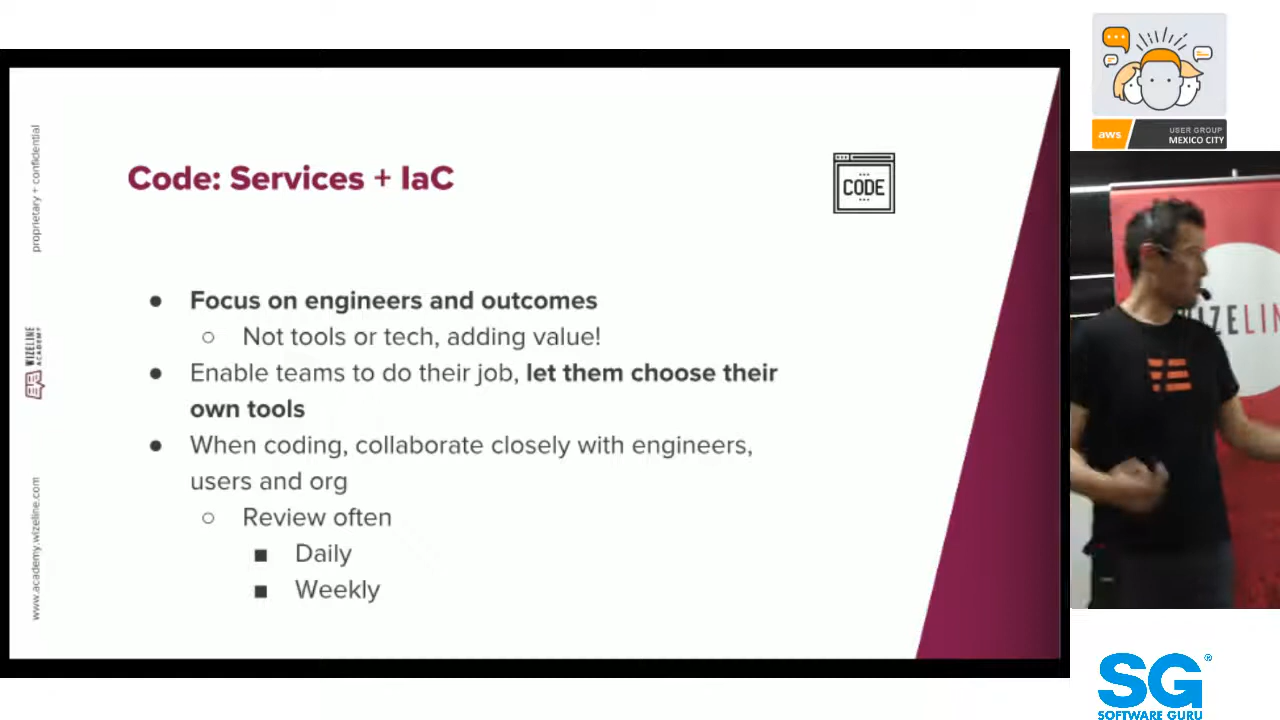 Code: Services + IaC
CODE
● Focus on engineers and outcomes
○ Not tools or tech, adding value!
● Enable teams to do their job, let them choose their
own tools
● When coding, collaborate closely with engineers,
users and org
○ Review often
■ Daily
■ Weekly
proprietary + confidential
WIZELINE
ACADEMY
www.academy.wizeline.com
aws
USER GROUP
MEXICO CITY
WIZELIN
SG®
SOFTWARE GURU